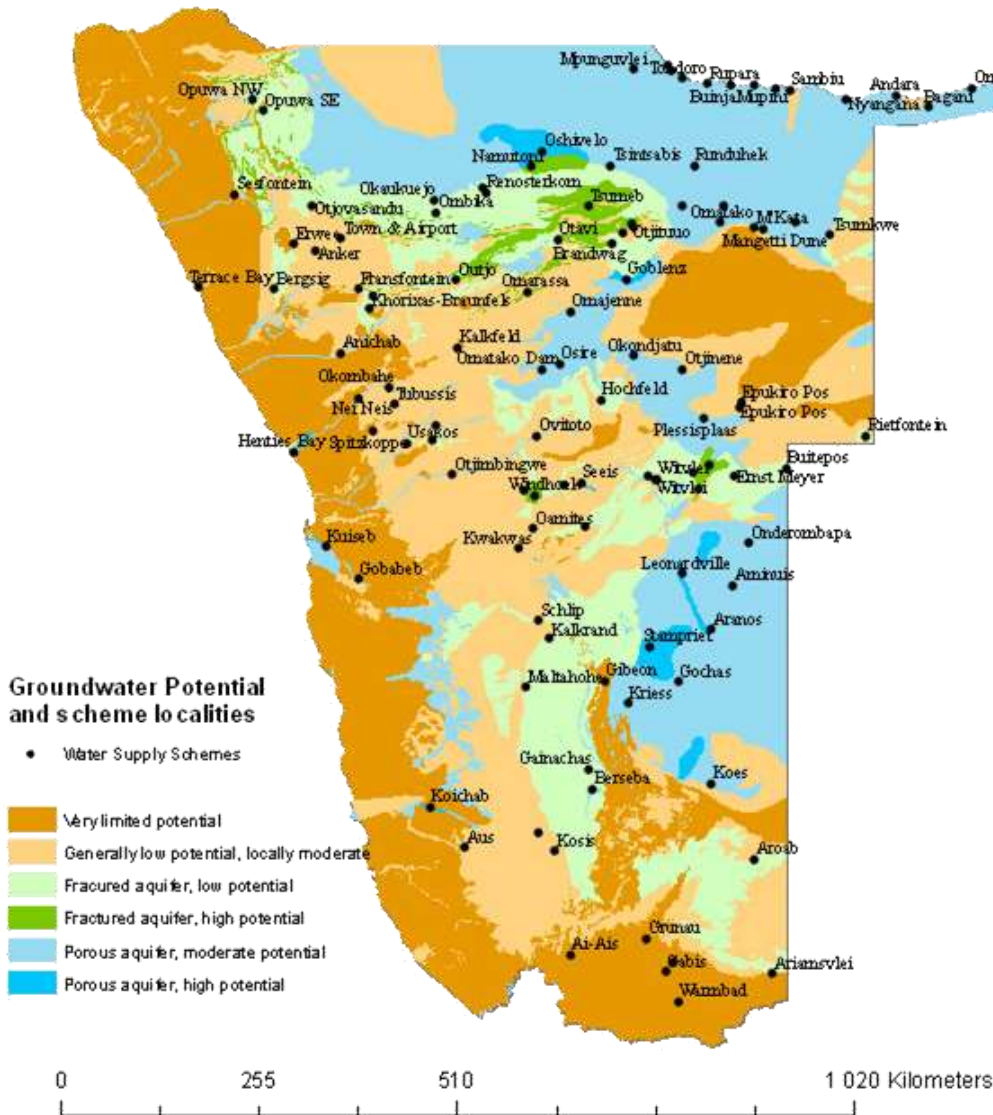 Mpunguvlei
Rupara
Sambiu
Andara
Opuwa NW
Buinja
Mupini
Nyangana
Bagani
Opuwa SE
Oshivelo
Namutoni
Tsintsabis
Runduhek
Sesfontein
Okaukuejo
Renosterkom
Ombika
Tsumeb
Otjovasandu
Omatako
M'Kata
Tsumkwe
Erwee
Town & Airport
Otavi
Otjituuo
Mangetti Dune
Anker
Brandwag
Outjo
Goblenz
Terrace Bay
Bergsig
Fransfontein
Omarassa
Khorixas-Braunfels
Omajenne
Anichab
Kalkfeld
Omatako Dam
Osire
Okondjatu
Otjinene
Okombahe
Tubussis
Hochfeld
Epukiro Pos
Nei Neis
Epukiro Pos
Plessisplaas
Henties Bay
Spitzkoppe
Usakos
Ovitoto
Rietfontein
Otjimbingwe
Seeis
Witvlei
Buitepos
Windhoek
Witvlei
Ernst Meyer
Kuiseb
Oamites
Kwakwas
Onderombapa
Gobabeb
Leonardville
Aminuis
Schlip
Kalkrand
Stampriet
Aranos
Maltahohe
Gibeon
Gochas
Kriess
Groundwater Potential
and scheme localities
Water Supply Schemes
Gainachas
Berseba
Koes
Koichab
Very limited potential
Aus
Kosis
Aroab
Generally low potential, locally moderate
Fracured aquifer, low potential
Fractured aquifer, high potential
Grunau
Porous aquifer, moderate potential
Ai-Ais
Gabis
Ariamsvlei
Porous aquifer, high potential
Warmbad
0 255 510 1 020 Kilometers